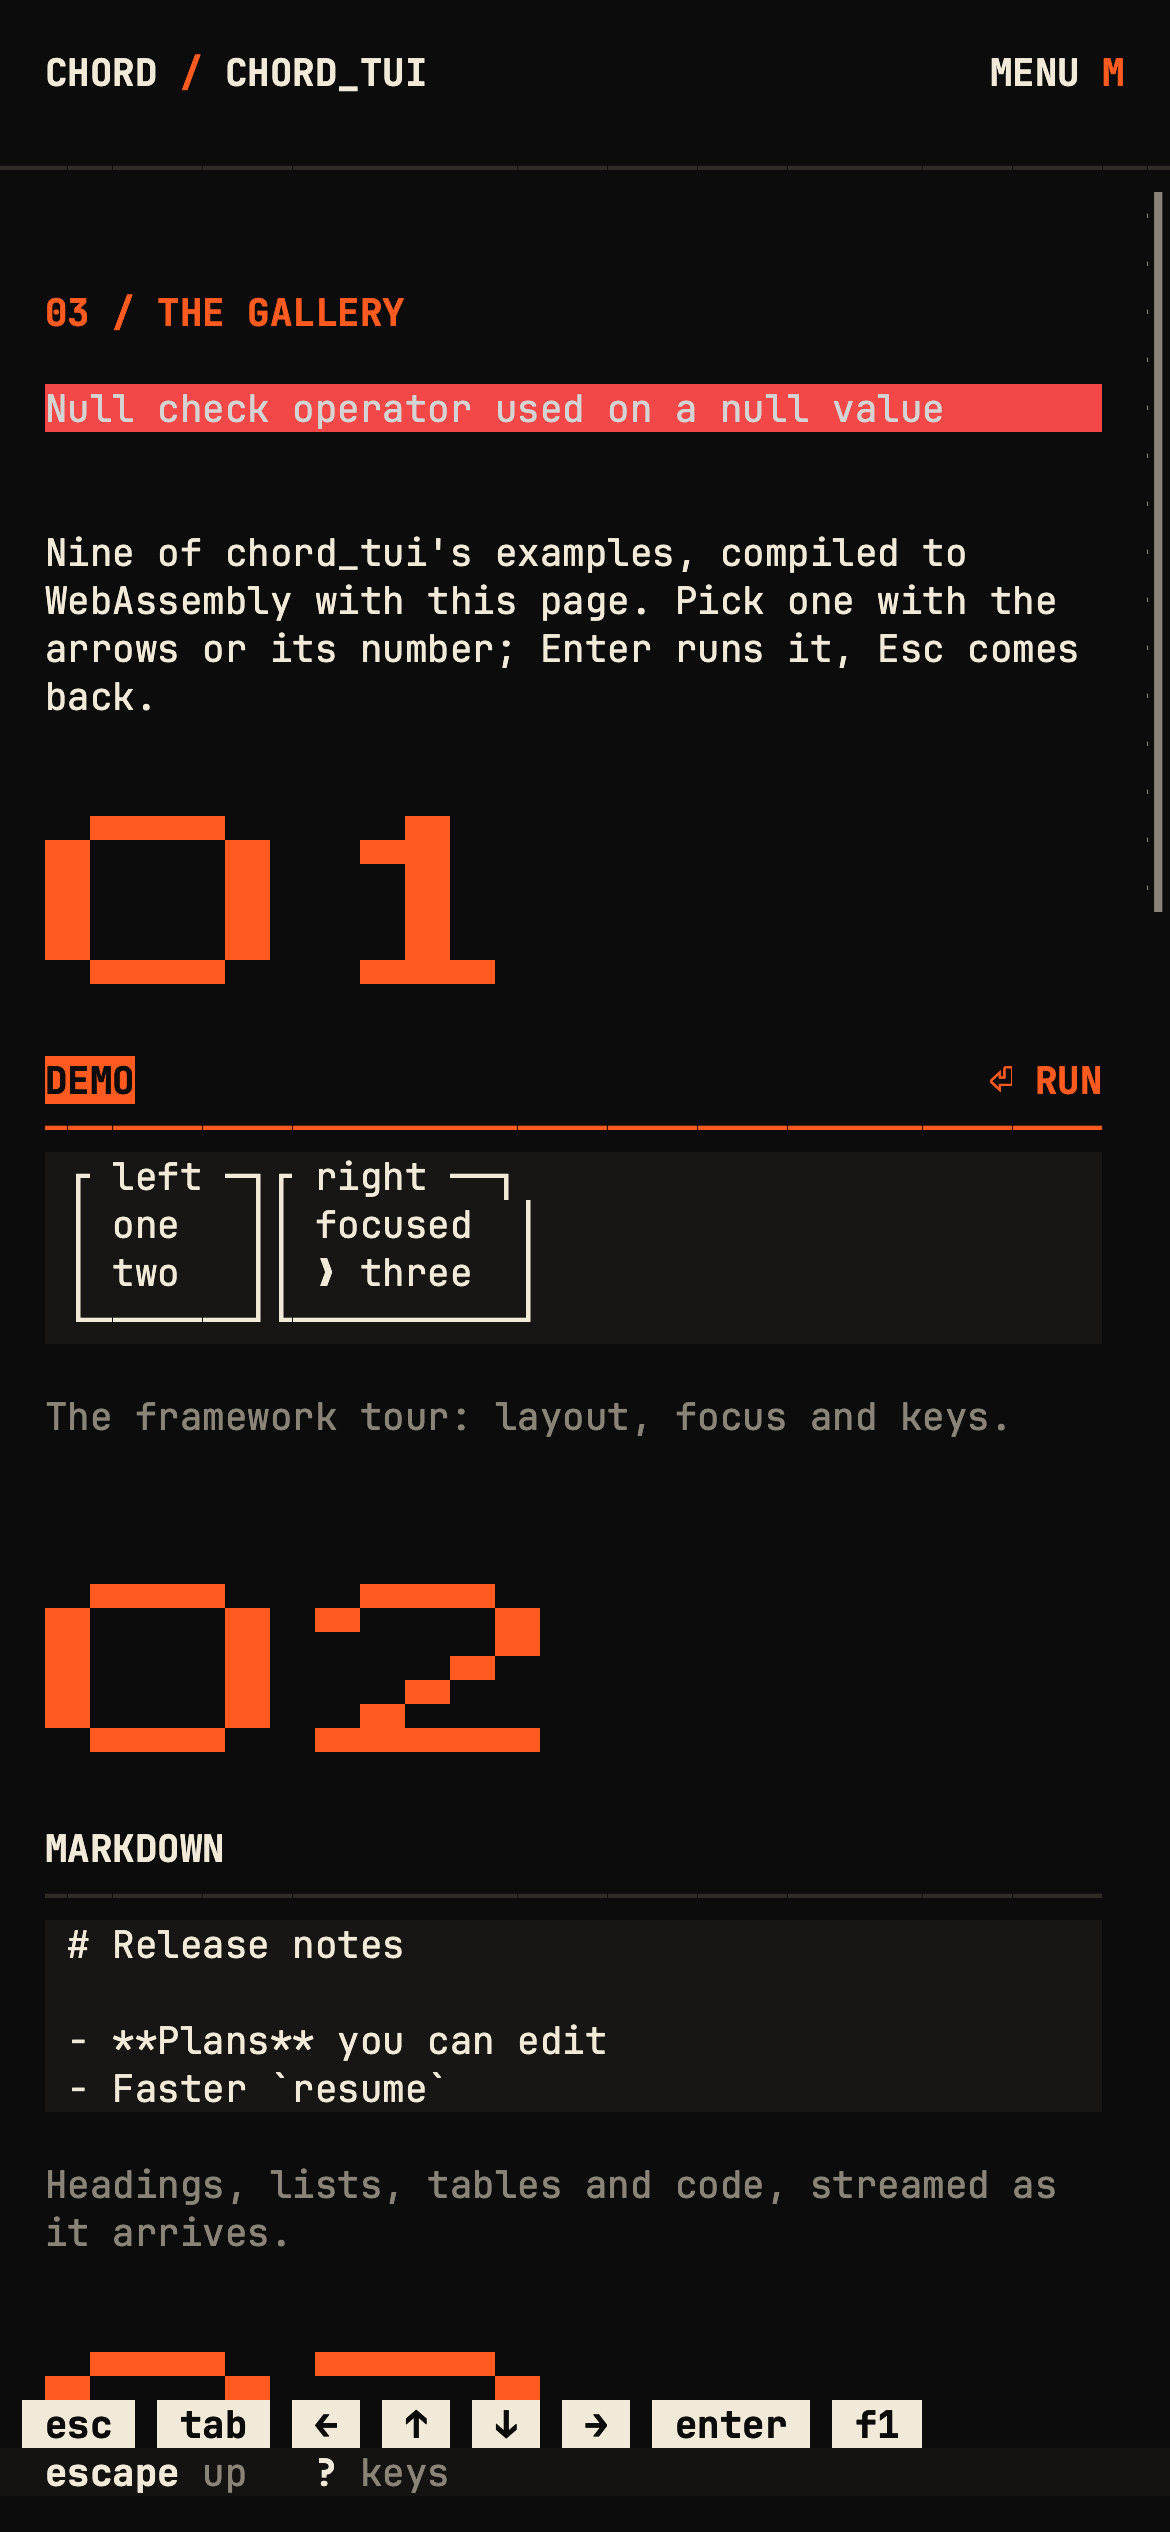 CHORD / CHORD_TUI
MENU M
03 / THE GALLERY
Null check operator used on a null value
Nine of chord_tui's examples, compiled to
WebAssembly with this page. Pick one with the
arrows or its number; Enter runs it, Esc comes
back.
01
DEMO
⏎ RUN
left   right
one   focused
two   ❫ three
The framework tour: layout, focus and keys.
02
MARKDOWN
# Release notes
- **Plans** you can edit
- Faster `resume`
Headings, lists, tables and code, streamed as
it arrives.
esc tab ← ↑ ↓ → enter f1
escape up   ? keys